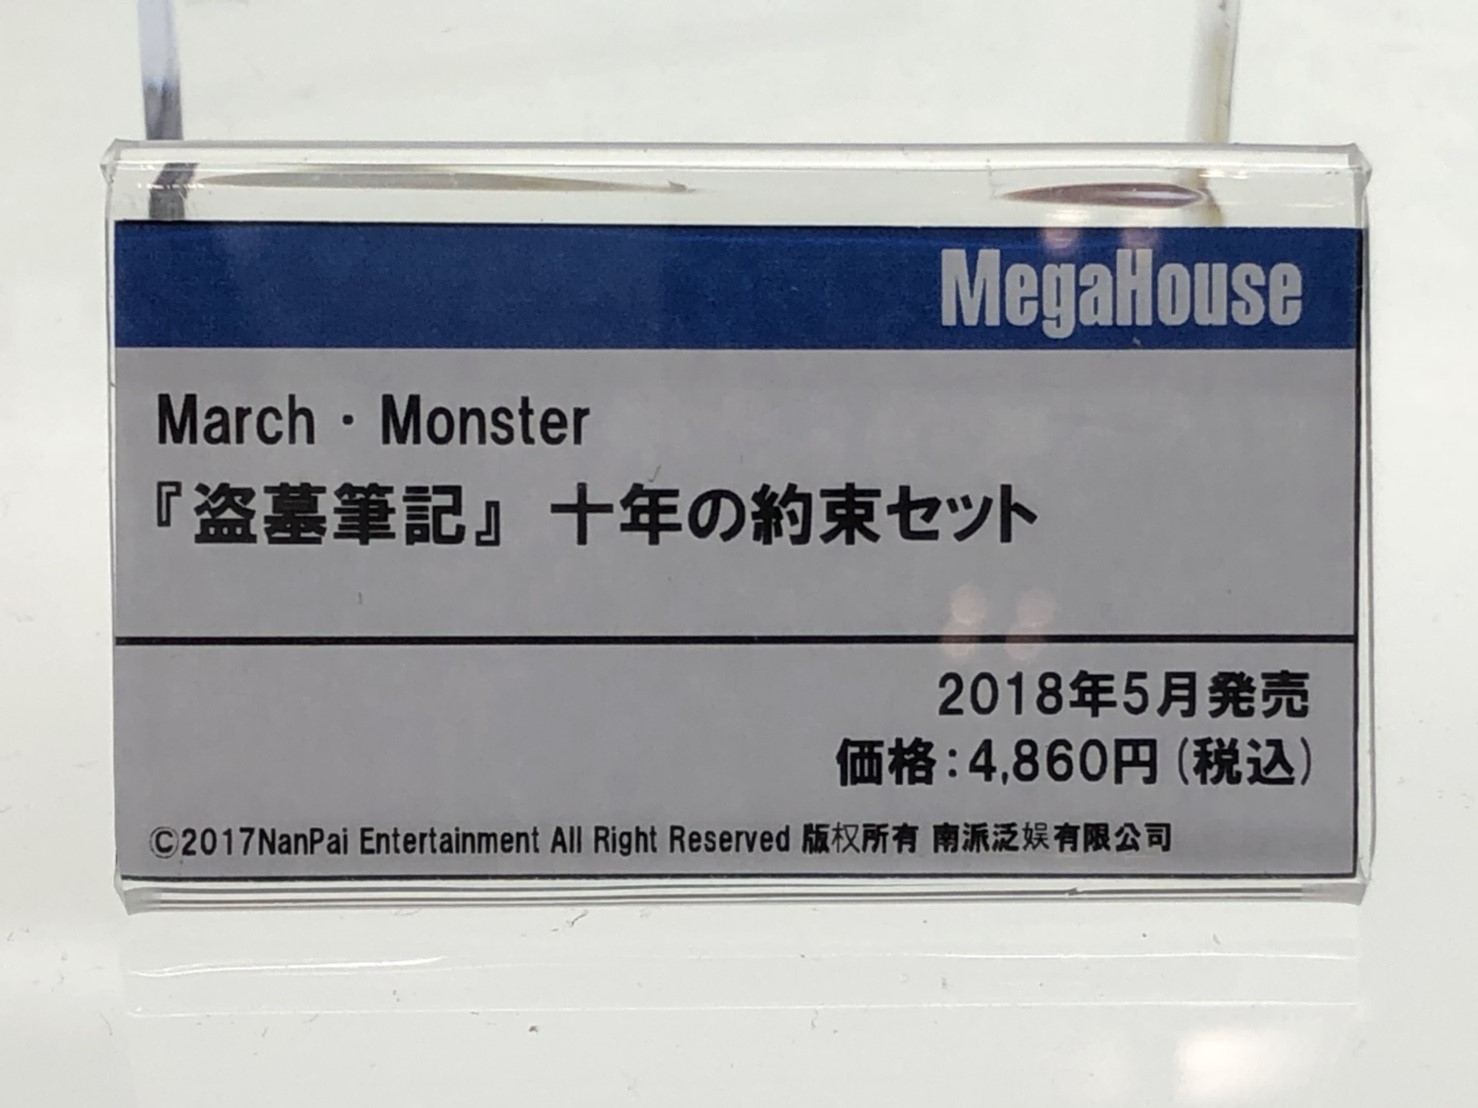 MegaHouse
March・Monster
『盗墓筆記』 十年の約束セット
2018年5月発売
価格：4,860円（税込）
©2017NanPai Entertainment All Right Reserved 版权所有 南派泛娱有限公司